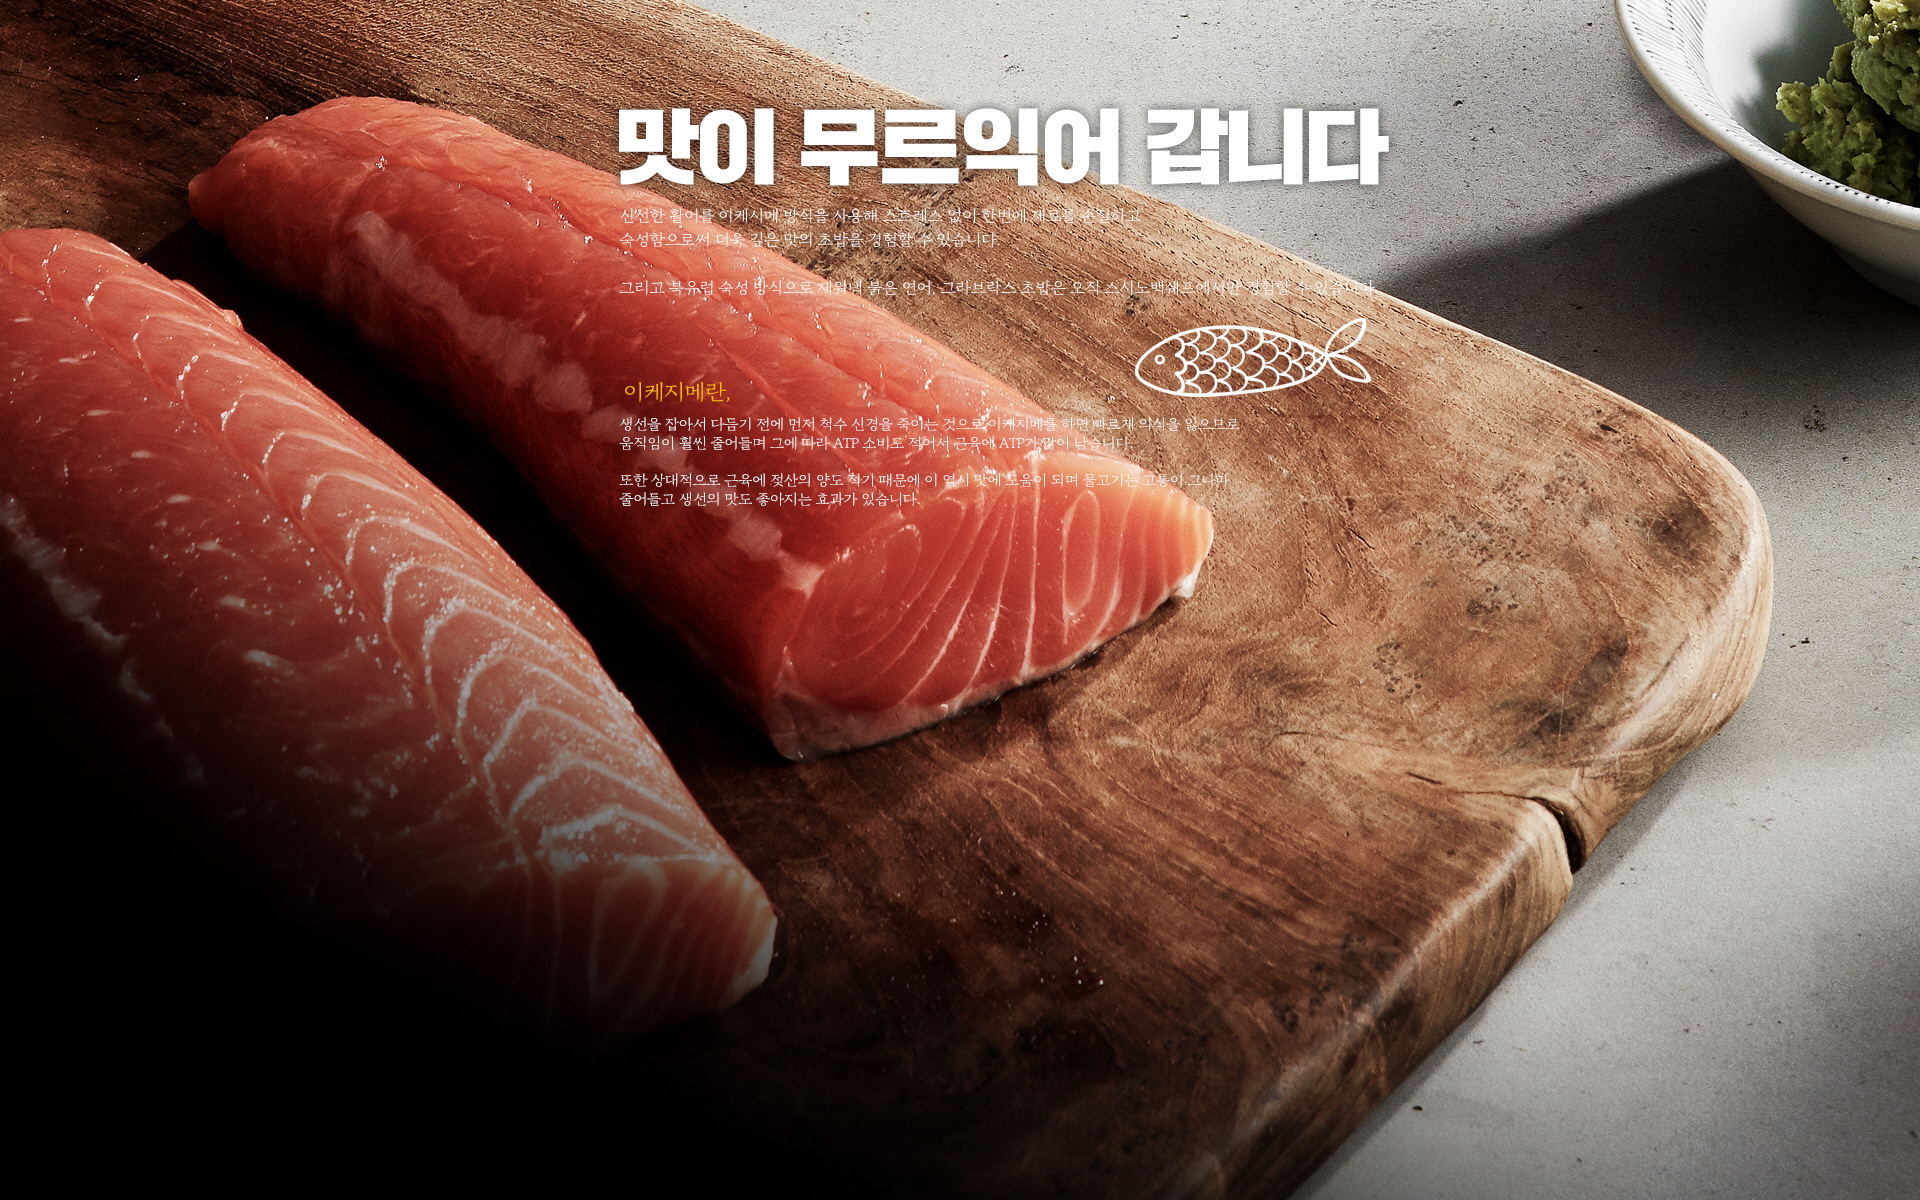 맛이 무르익어 갑니다
신선한 활어를 이케시메 방식을 사용해 스트레스 없이 한번에 재료를 손질하고
숙성함으로써 더욱 깊은 맛의 초밥을 경험할 수 있습니다.
그리고 북유럽 숙성 방식으로 재워낸 붉은 연어, 그라브락스 초밥은 오직 스시노백쉐프에서만 경험할 수 있습니다.
이케지메란,
생선을 잡아서 다듬기 전에 먼저 척수 신경을 죽이는 것으로 이케지메를 하면 빠르게 의식을 잃으므로
움직임이 훨씬 줄어들며 그에 따라 ATP 소비도 적어서 근육에 ATP가 많이 남습니다.
또한 상대적으로 근육에 젖산의 양도 적기 때문에 이 역시 맛에 도움이 되며 물고기는 고통이 그나마
줄어들고 생선의 맛도 좋아지는 효과가 있습니다.